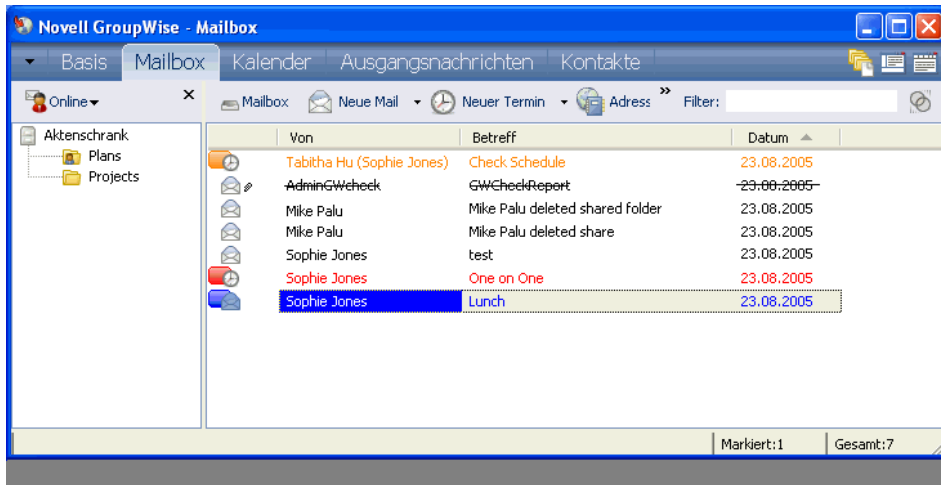 Novell GroupWise - Mailbox
Basis Mailbox Kalender Ausgangsnachrichten Kontakte
Online Mailbox Neue Mail Neuer Termin Adress » Filter:
Aktenschrank
Plans
Projects
Von Betreff Datum
Tabitha Hu (Sophie Jones) Check Schedule 23.08.2005
AdminGWcheck GWCheckReport 23.08.2005
Mike Palu Mike Palu deleted shared folder 23.08.2005
Mike Palu Mike Palu deleted share 23.08.2005
Sophie Jones test 23.08.2005
Sophie Jones One on One 23.08.2005
Sophie Jones Lunch 23.08.2005
Markiert:1 Gesamt:7